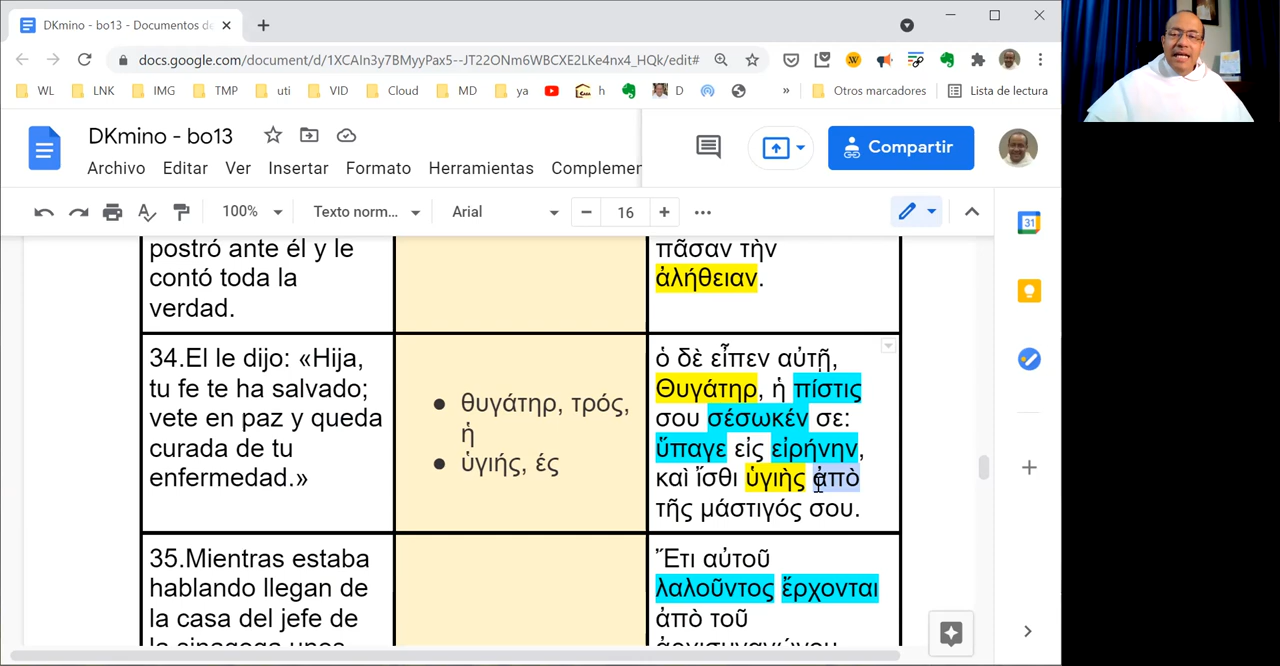 DKmino - bo13 - Documentos d
docs.google.com/document/d/1XCAIn3y7BMyyPax5--JT22ONm6WBCXE2LKe4nx4_HQk/edit#
WL LNK IMG TMP uti VID Cloud MD ya h D » Otros marcadores Lista de lectura
DKmino - bo13
Archivo Editar Ver Insertar Formato Herramientas Complemen
Compartir
100% Texto norm... Arial 16
31
postró ante él y le
contó toda la
verdad.
πᾶσαν τὴν
ἀλήθειαν.
34.El le dijo: «Hija,
tu fe te ha salvado;
vete en paz y queda
curada de tu
enfermedad.»
● θυγάτηρ, τρός,
ἡ
● ὑγιής, ές
ὁ δὲ εἶπεν αὐτῇ,
Θυγάτηρ, ἡ πίστις
σου σέσωκέν σε:
ὕπαγε εἰς εἰρήνην,
καὶ ἴσθι ὑγιὴς ἀπὸ
τῆς μάστιγός σου.
35.Mientras estaba
hablando llegan de
la casa del jefe de
la sinagoga unos
Ἔτι αὐτοῦ
λαλοῦντος ἔρχονται
ἀπὸ τοῦ
ἀρχισυναγώγου